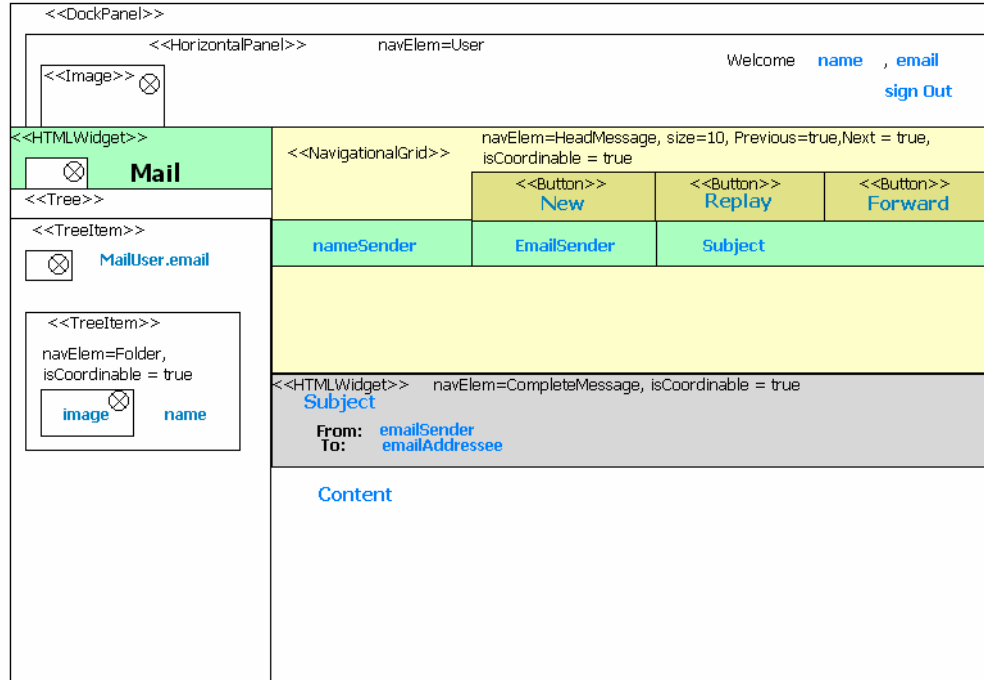 <<DockPanel>>
<<HorizontalPanel>> navElem=User
<<Image>>
Welcome name , email
sign Out
<<HTMLWidget>>
Mail
<<Tree>>
<<TreeItem>>
MailUser.email
<<TreeItem>>
navElem=Folder,
isCoordinable = true
image name
<<NavigationalGrid>>
navElem=HeadMessage, size=10, Previous=true,Next = true,
isCoordinable = true
<<Button>> <<Button>> <<Button>>
New Replay Forward
nameSender EmailSender Subject
<<HTMLWidget>> navElem=CompleteMessage, isCoordinable = true
Subject
From: emailSender
To: emailAddressee
Content